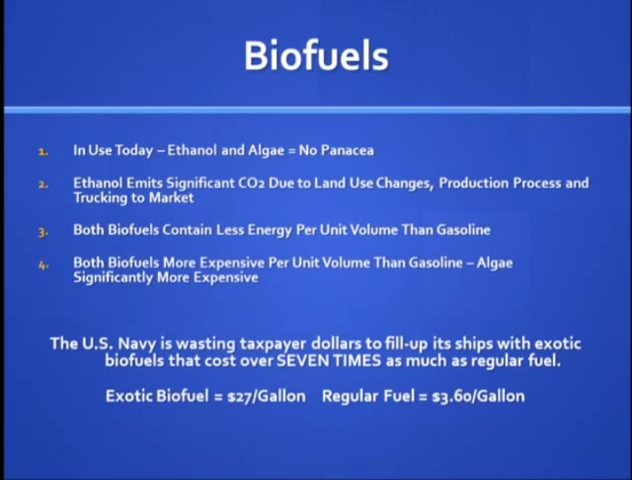 Biofuels
1. In Use Today – Ethanol and Algae = No Panacea
2. Ethanol Emits Significant CO2 Due to Land Use Changes, Production Process and
Trucking to Market
3. Both Biofuels Contain Less Energy Per Unit Volume Than Gasoline
4. Both Biofuels More Expensive Per Unit Volume Than Gasoline – Algae
Significantly More Expensive
The U.S. Navy is wasting taxpayer dollars to fill-up its ships with exotic
biofuels that cost over SEVEN TIMES as much as regular fuel.
Exotic Biofuel = $27/Gallon Regular Fuel = $3.60/Gallon